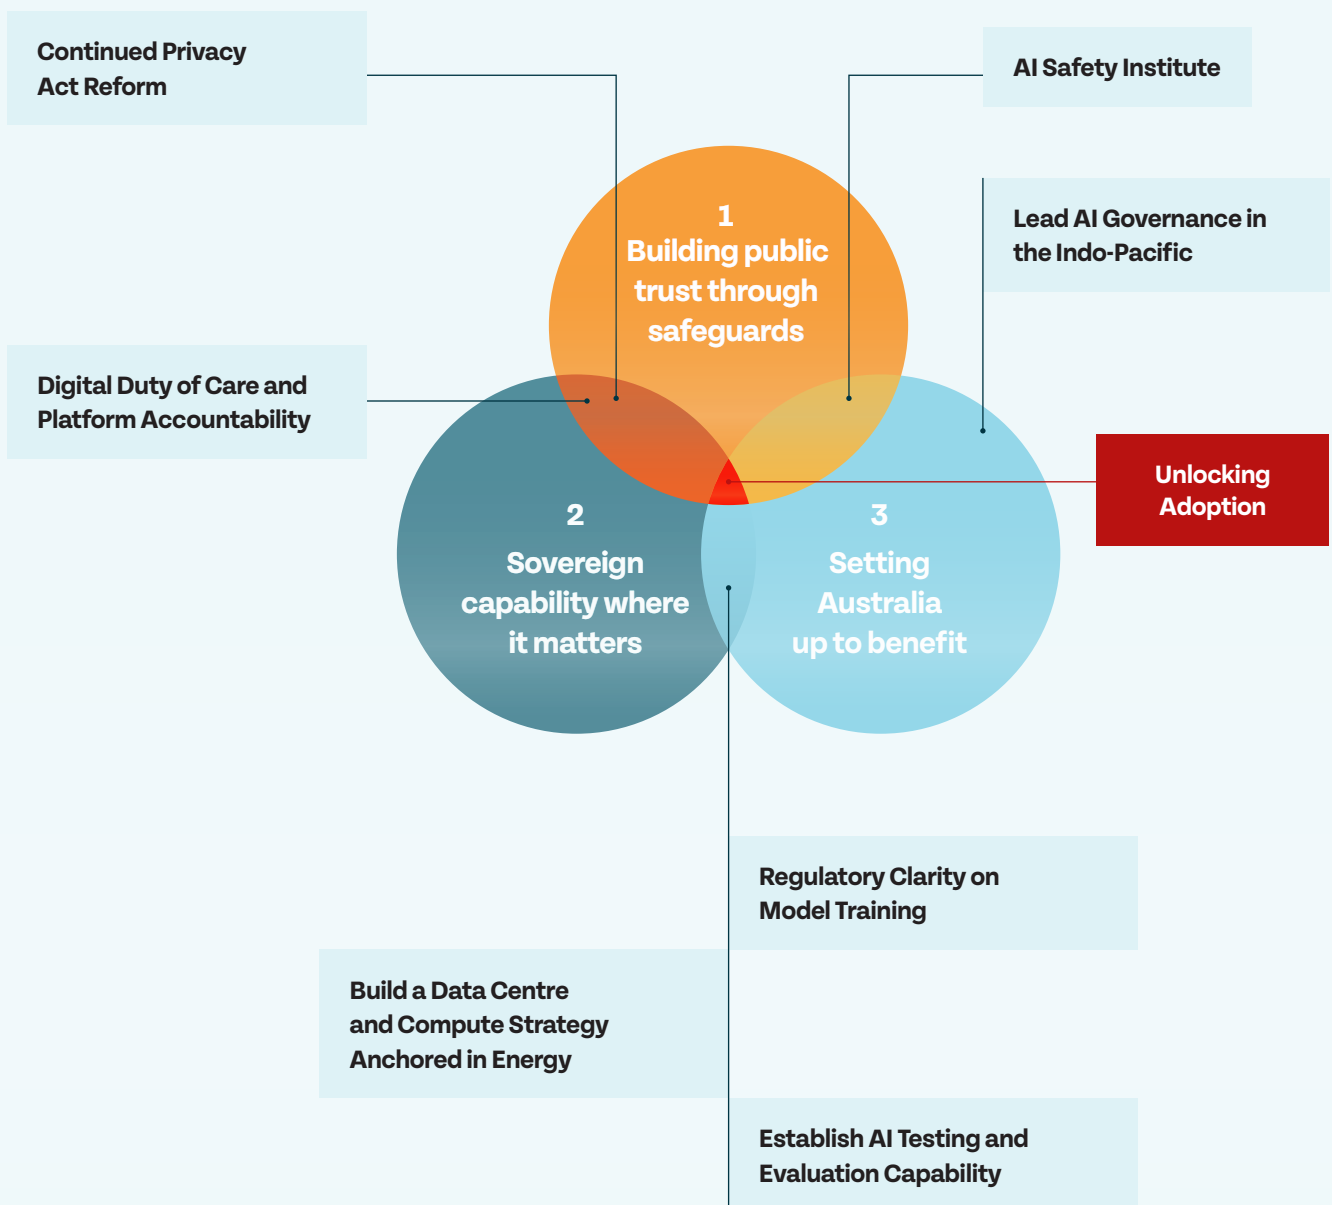 Continued Privacy
Act Reform
AI Safety Institute
Lead AI Governance in
the Indo-Pacific
1
Building public
trust through
safeguards
Digital Duty of Care and
Platform Accountability
Unlocking
Adoption
2
Sovereign
capability where
it matters
3
Setting
Australia
up to benefit
Regulatory Clarity on
Model Training
Build a Data Centre
and Compute Strategy
Anchored in Energy
Establish AI Testing and
Evaluation Capability